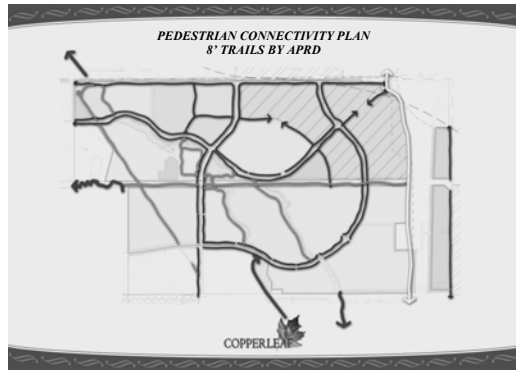 PEDESTRIAN CONNECTIVITY PLAN
8' TRAILS BY APRD
COPPERLEAF